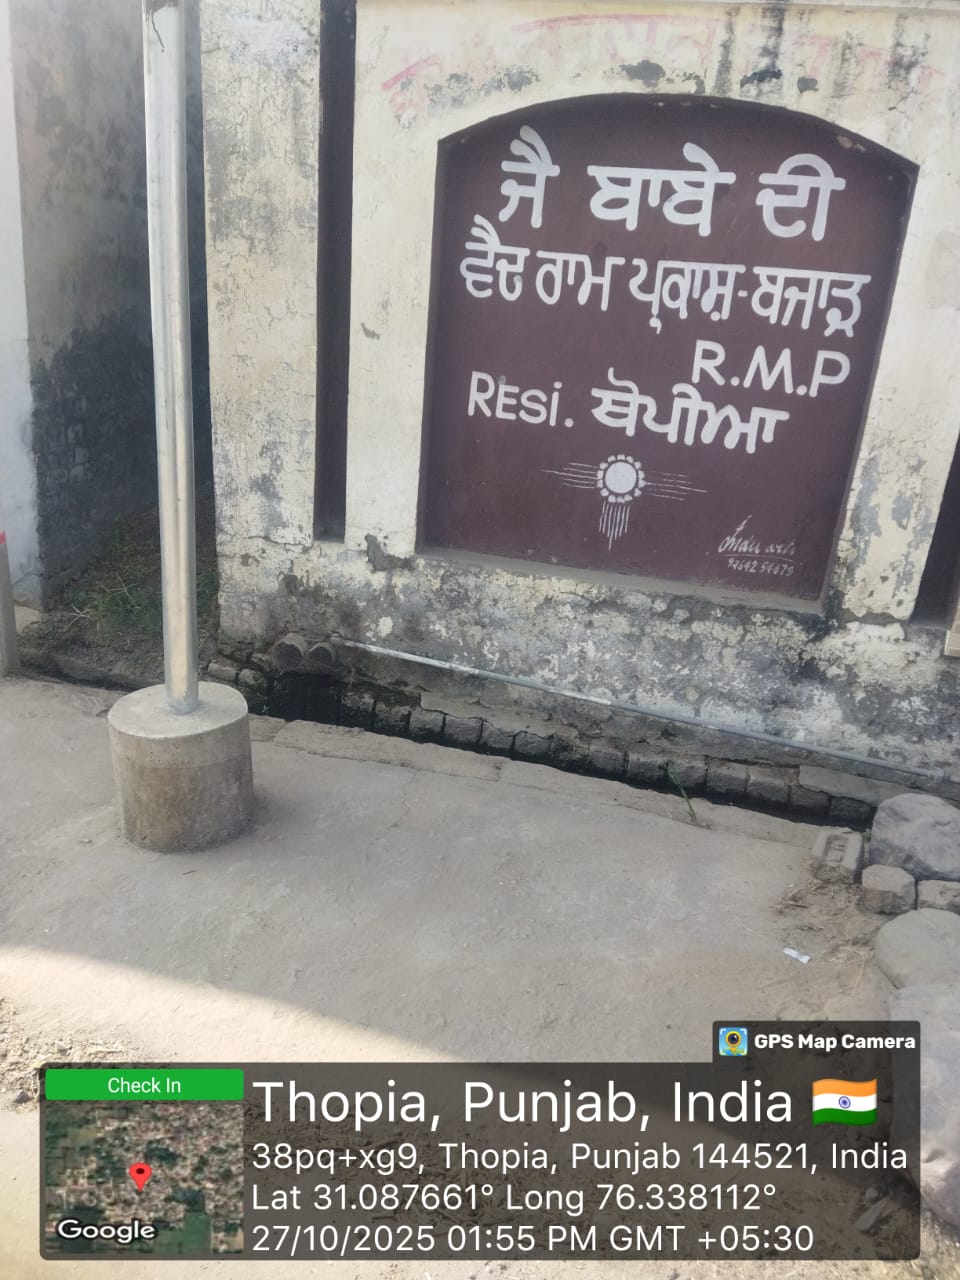 ਜੈ ਬਾਬੇ ਦੀ
ਵੈਦ ਰਾਮ ਪ੍ਰਕਾਸ਼-ਬਜਾੜ
R.M.P
RESi. ਥੋਪੀਆ
GPS Map Camera
Check In
Thopia, Punjab, India
38pq+xg9, Thopia, Punjab 144521, India
Lat 31.087661° Long 76.338112°
27/10/2025 01:55 PM GMT +05:30
Google